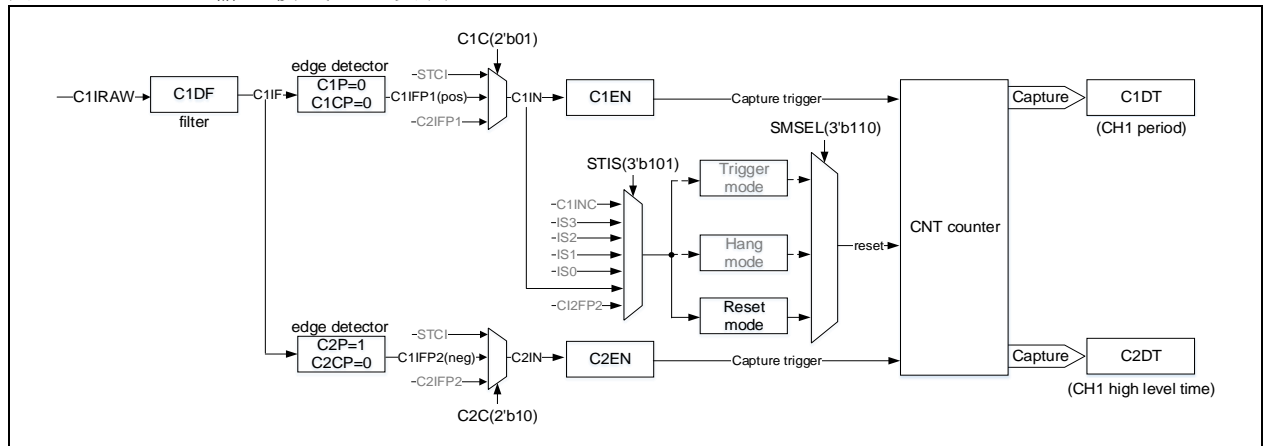 C1C(2'b01)
edge detector
C1P=0
C1CP=0
STCI
C1IRAW
C1DF
C1IF
C1IFP1(pos)
C1IN
C1EN
Capture trigger
Capture
C1DT
filter
C2IFP1
(CH1 period)
SMSEL(3'b110)
STIS(3'b101)
Trigger
mode
C1INC
IS3
IS2
IS1
IS0
CI2FP2
Hang
mode
reset
CNT counter
Reset
mode
edge detector
C2P=1
C2CP=0
STCI
C1IFP2(neg)
C2IN
C2EN
Capture trigger
Capture
C2DT
C2IFP2
(CH1 high level time)
C2C(2'b10)